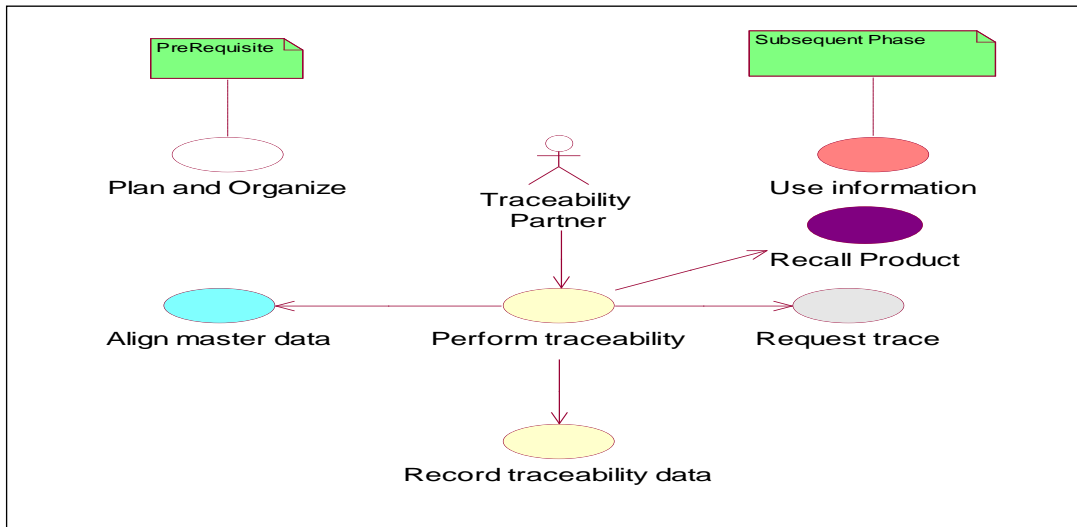 PreRequisite
Subsequent Phase
Plan and Organize
Traceability
Partner
Use information
Recall Product
Align master data
Perform traceability
Request trace
Record traceability data